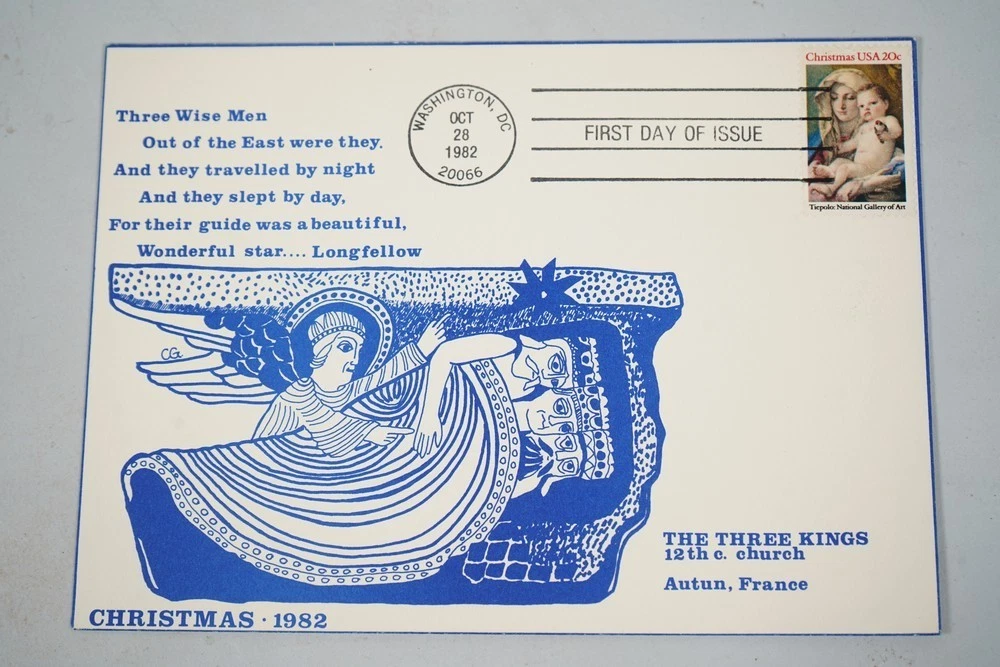 Three Wise Men
Out of the East were they.
And they travelled by night
And they slept by day,
For their guide was a beautiful,
Wonderful star.... Longfellow
WASHINGTON, DC
OCT
28
1982
20066
FIRST DAY OF ISSUE
Christmas USA 20c
Tiepolo: National Gallery of Art
CG
THE THREE KINGS
12th c. church
Autun, France
CHRISTMAS · 1982